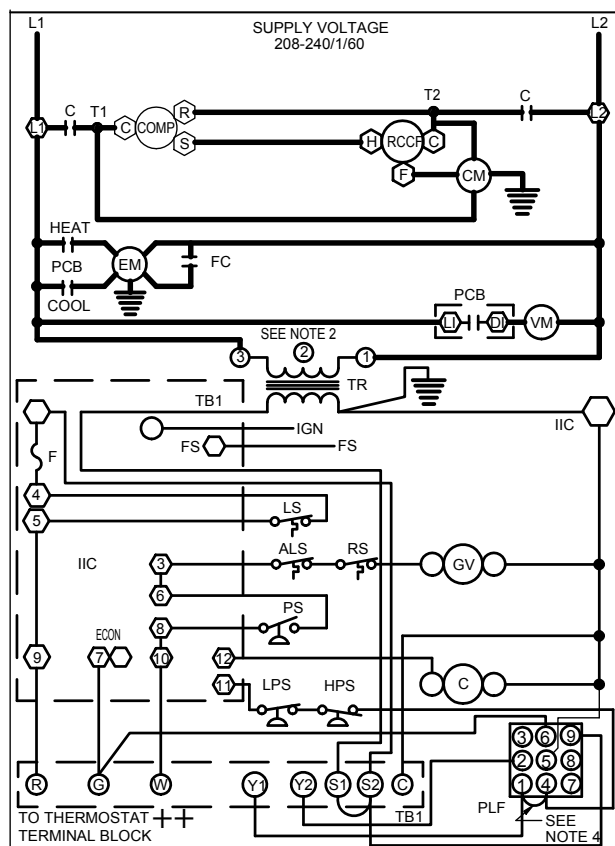 L1
SUPPLY VOLTAGE
L2
208-240/1/60
C
T1
R
T2
C
L1
C
COMP
L2
S
H
RCCF
C
F
CM
HEAT
PCB
EM
FC
COOL
PCB
LI
DI
VM
SEE NOTE 2
3
2
1
TR
TB1
IGN
IIC
FS
FS
F
4
LS
5
ALS
RS
IIC
3
GV
6
PS
8
ECON
9
7
10
12
C
11
LPS
HPS
3
6
9
2
5
8
R
G
W
Y1
Y2
S1
S2
C
1
4
7
TO THERMOSTAT ++
TB1
PLF
SEE
TERMINAL BLOCK
NOTE 4